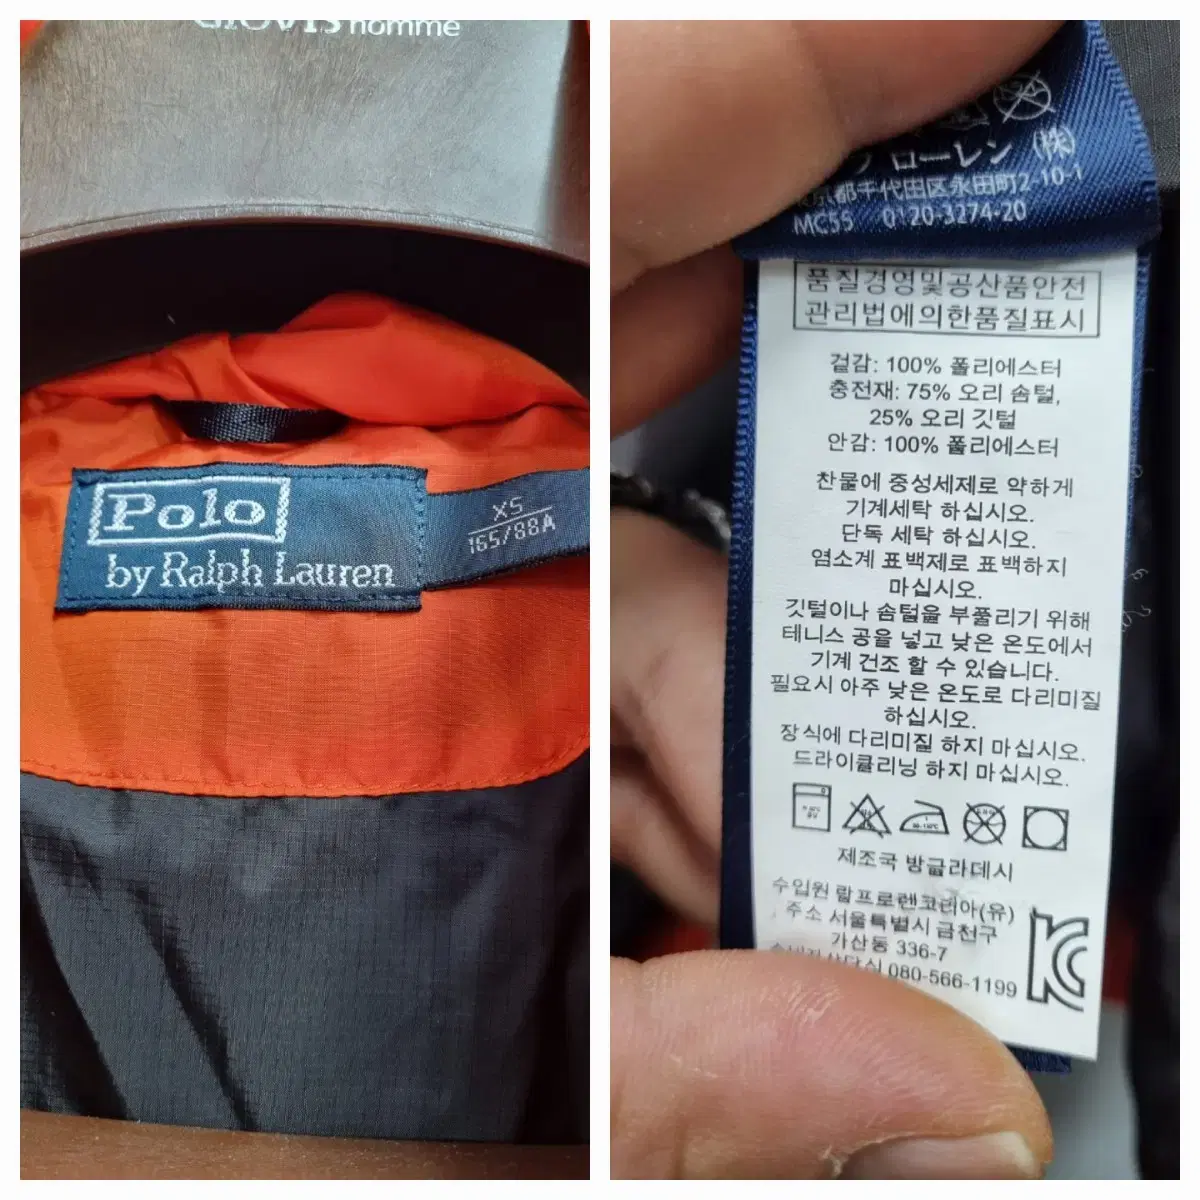 GIOVIS homme
Polo
by Ralph Lauren
XS
165/88A
ローレン (株)
京都千代田区永田町2-10-1
MC55 0120-3274-20
품질경영및공산품안전
관리법에의한품질표시
겉감: 100% 폴리에스터
충전재: 75% 오리 솜털,
25% 오리 깃털
안감: 100% 폴리에스터
찬물에 중성세제로 약하게
기계세탁 하십시오.
단독 세탁 하십시오.
염소계 표백제로 표백하지
마십시오.
깃털이나 솜털을 부풀리기 위해
테니스 공을 넣고 낮은 온도에서
기계 건조 할 수 있습니다.
필요시 아주 낮은 온도로 다리미질
하십시오.
장식에 다리미질 하지 마십시오.
드라이클리닝 하지 마십시오.
제조국 방글라데시
수입원 랄프로렌코리아(유)
주소 서울특별시 금천구
가산동 336-7
소비자상담실 080-566-1199